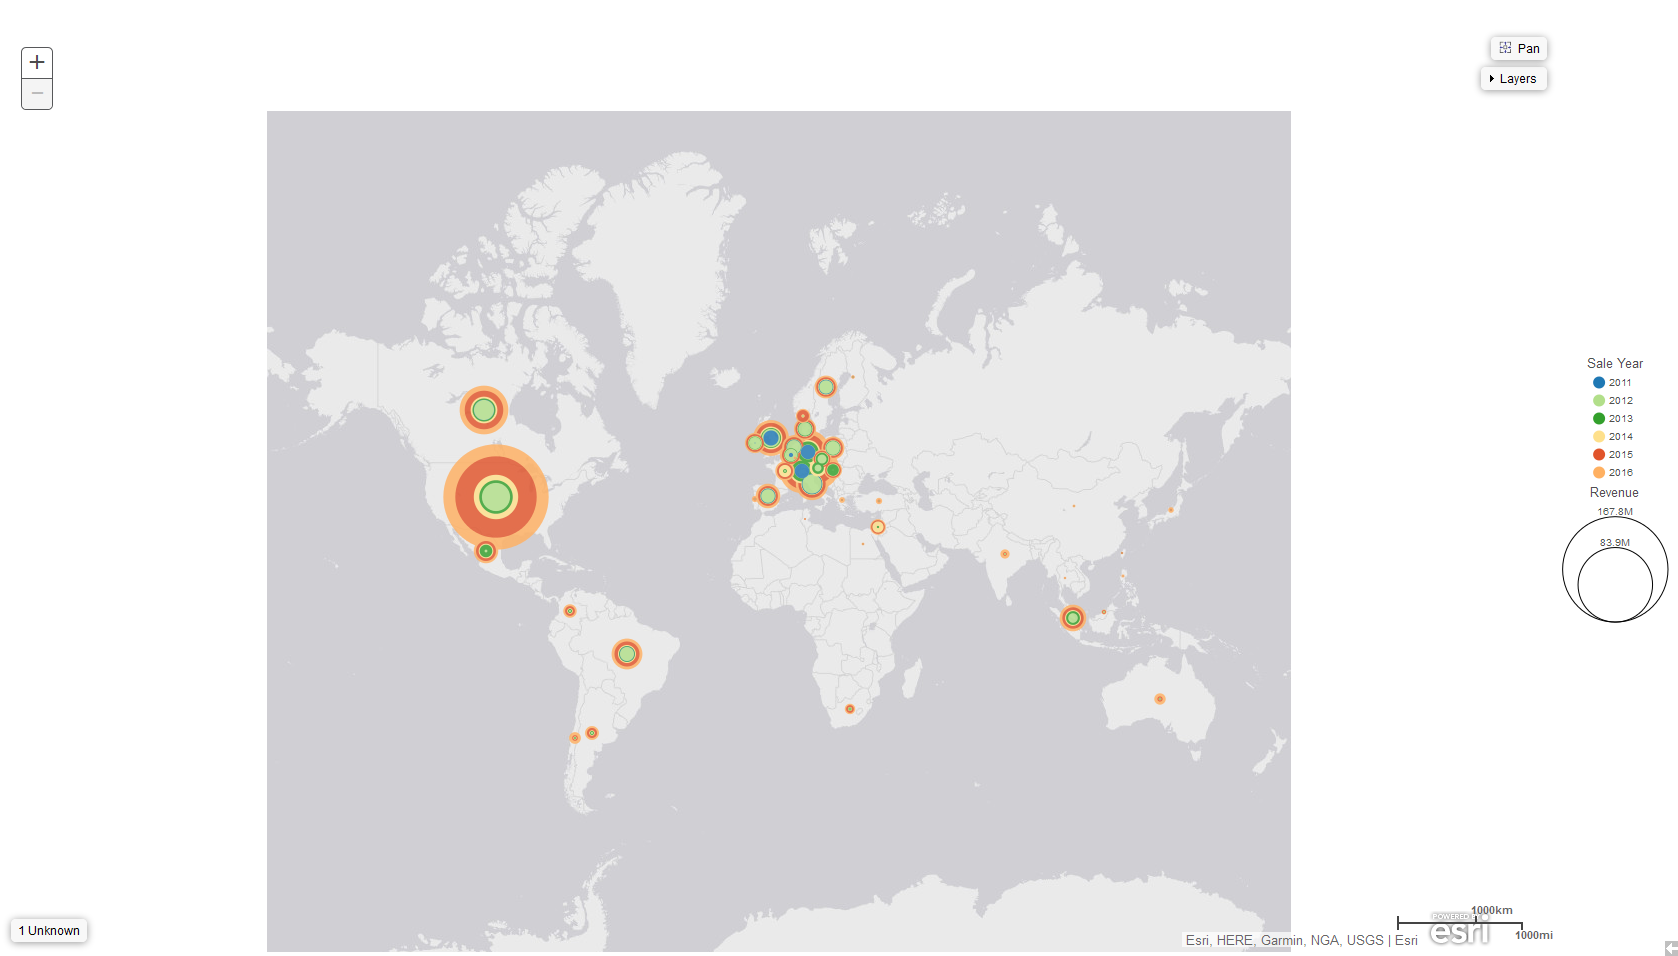 +
−
Pan
Layers
Sale Year
2011
2012
2013
2014
2015
2016
Revenue
167.8M
83.9M
1 Unknown
1000km
POWERED BY
esri
1000mi
Esri, HERE, Garmin, NGA, USGS | Esri